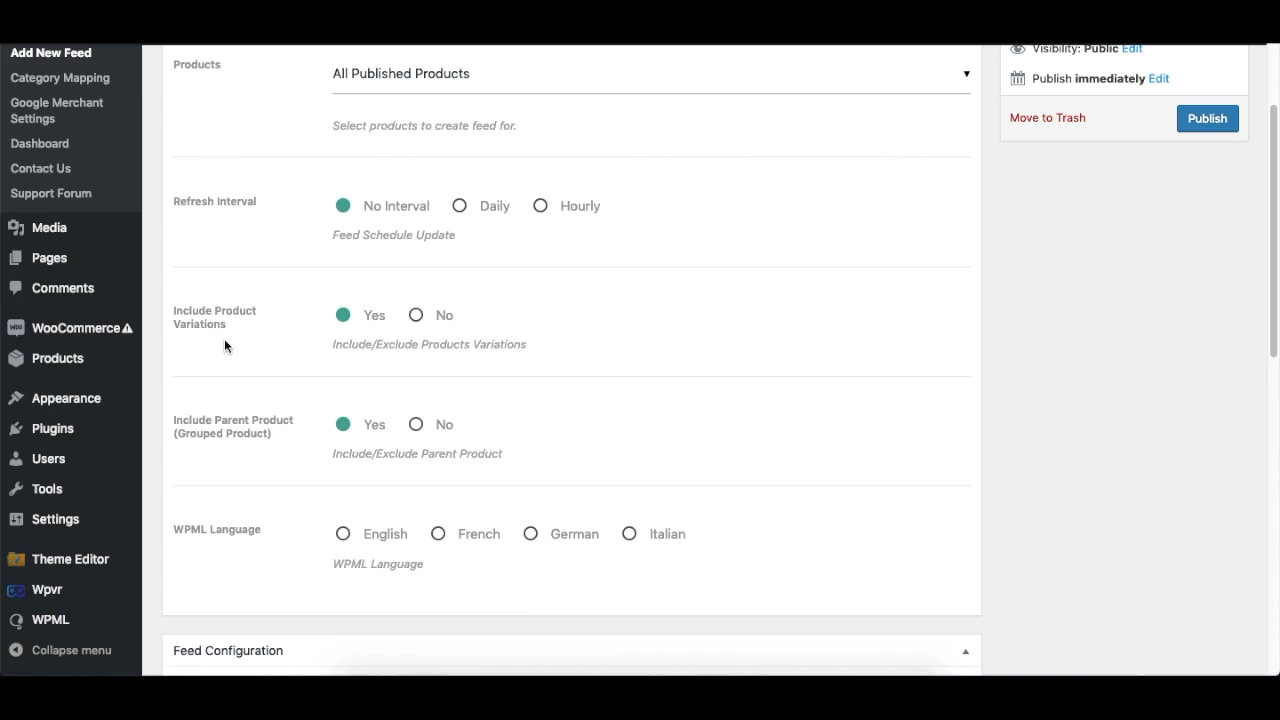 Add New Feed
Category Mapping
Google Merchant
Settings
Dashboard
Contact Us
Support Forum
Media
Pages
Comments
WooCommerce
Products
Appearance
Plugins
Users
Tools
Settings
Theme Editor
Wpvr
WPML
Collapse menu
Products
All Published Products
Select products to create feed for.
Refresh Interval
No Interval Daily Hourly
Feed Schedule Update
Include Product
Variations
Yes No
Include/Exclude Products Variations
Include Parent Product
(Grouped Product)
Yes No
Include/Exclude Parent Product
WPML Language
English French German Italian
WPML Language
Feed Configuration
Visibility: Public Edit
Publish immediately Edit
Move to Trash
Publish